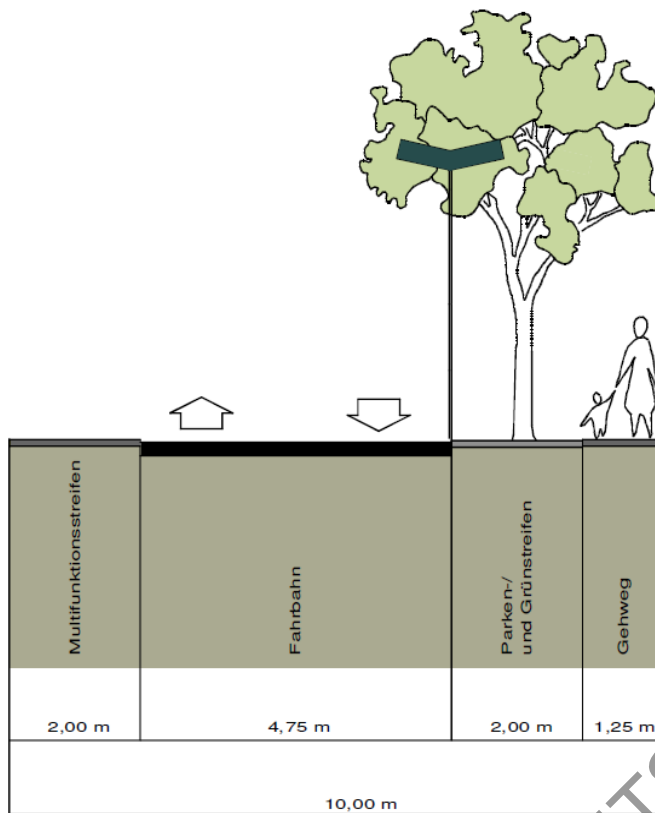 Multifunktionsstreifen
Fahrbahn
Parken-/
und Grünstreifen
Gehweg
2,00 m
4,75 m
2,00 m
1,25 m
10,00 m